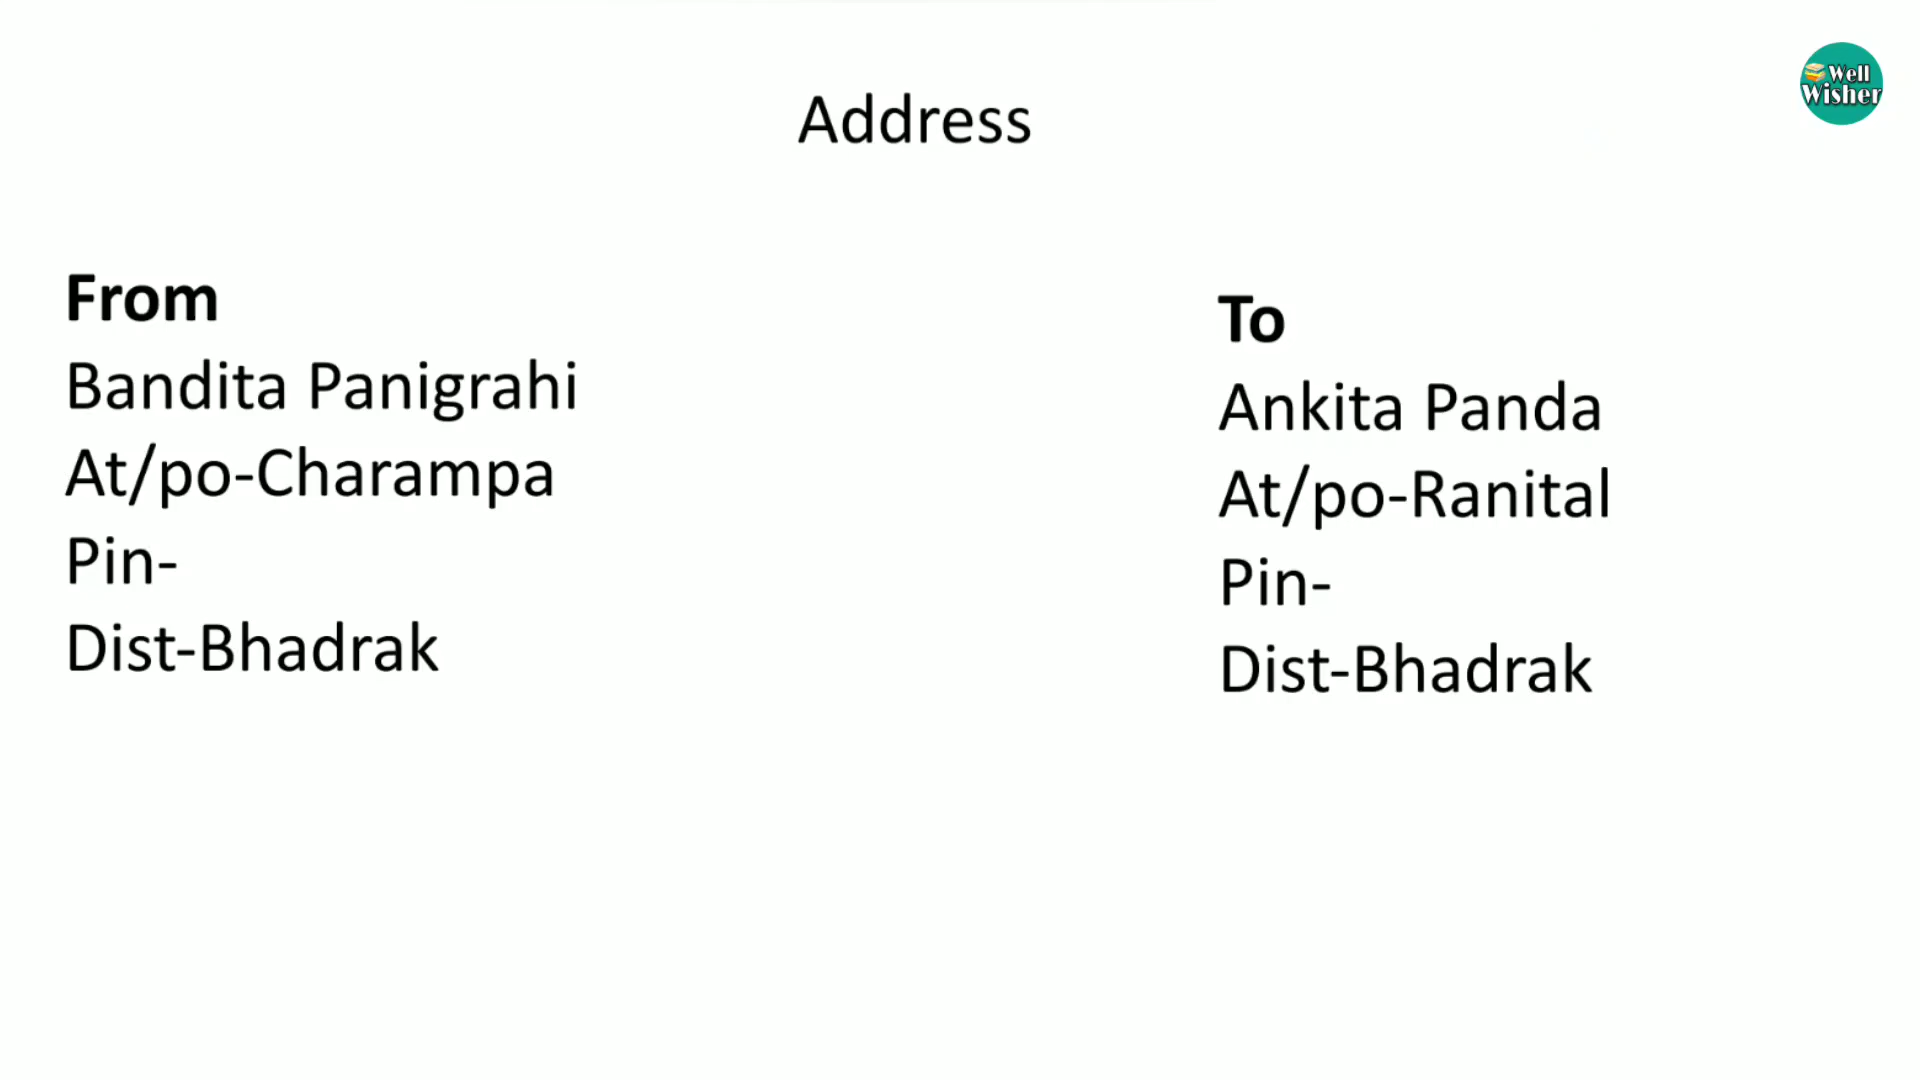 Well
Wisher
Address
From
Bandita Panigrahi
At/po-Charampa
Pin-
Dist-Bhadrak
To
Ankita Panda
At/po-Ranital
Pin-
Dist-Bhadrak